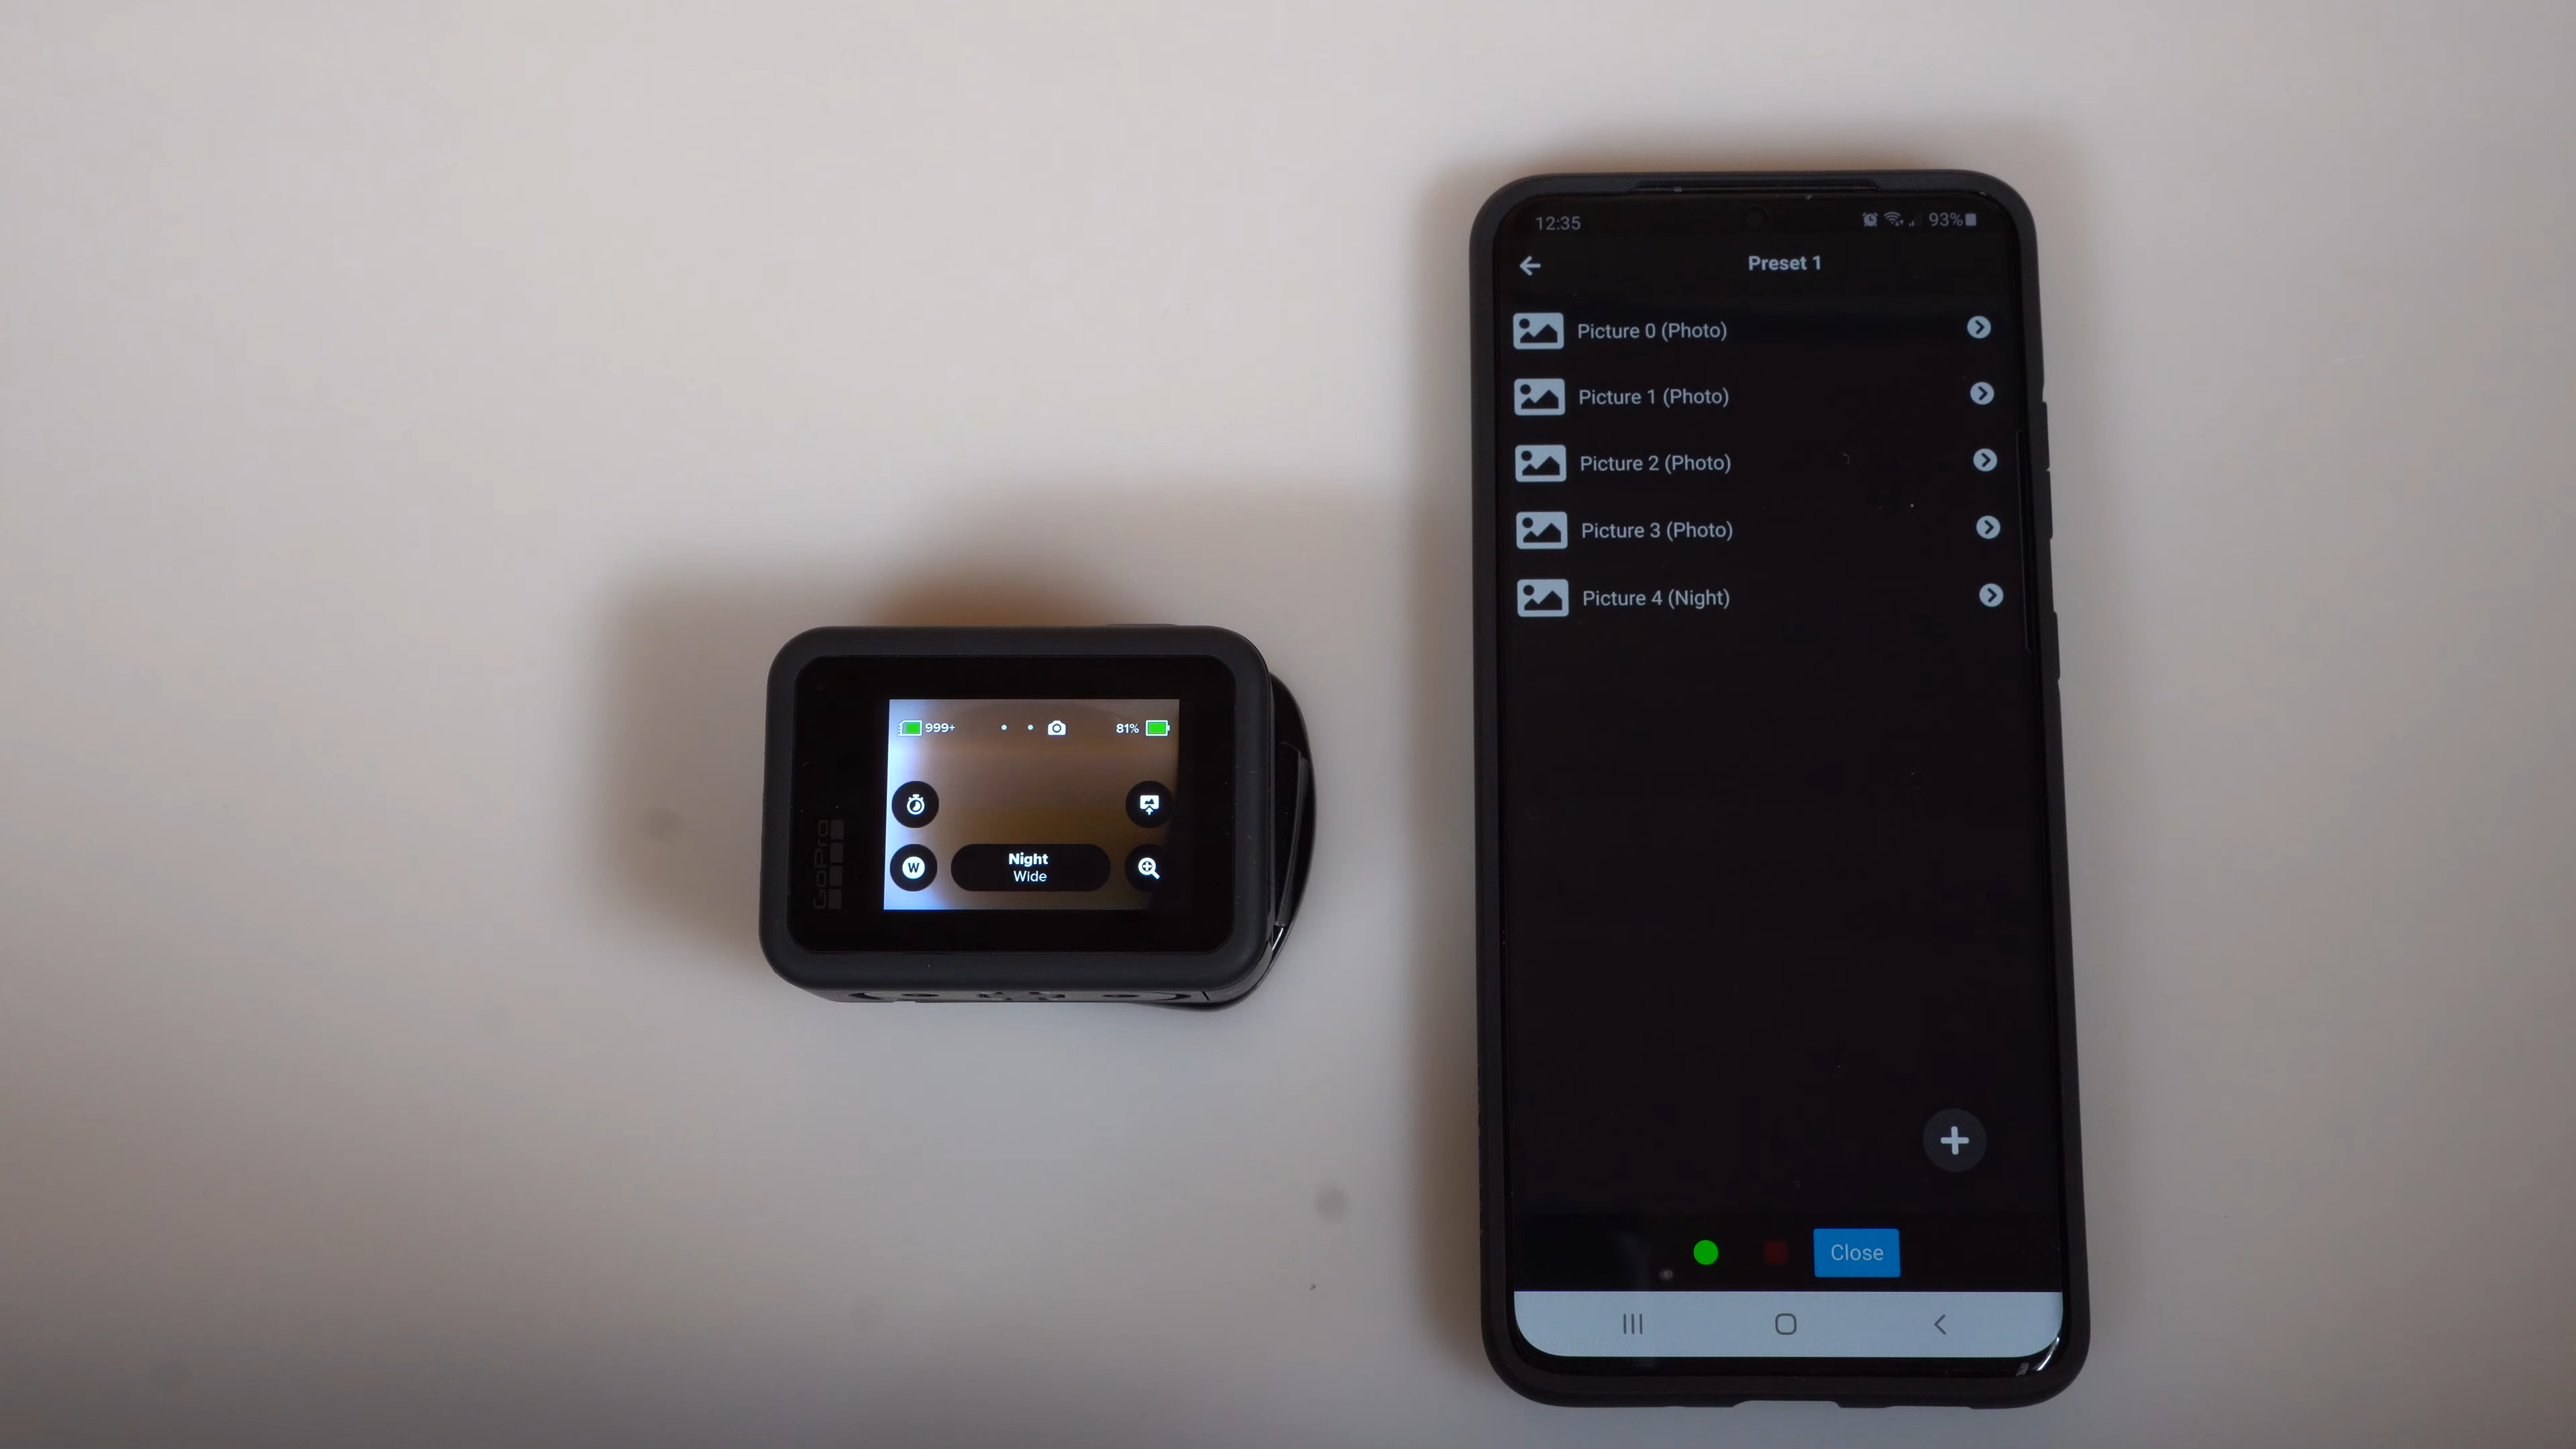 12:35
93%
Preset 1
Picture 0 (Photo)
Picture 1 (Photo)
Picture 2 (Photo)
Picture 3 (Photo)
Picture 4 (Night)
Close
999+
81%
W
Night
Wide
GoPro